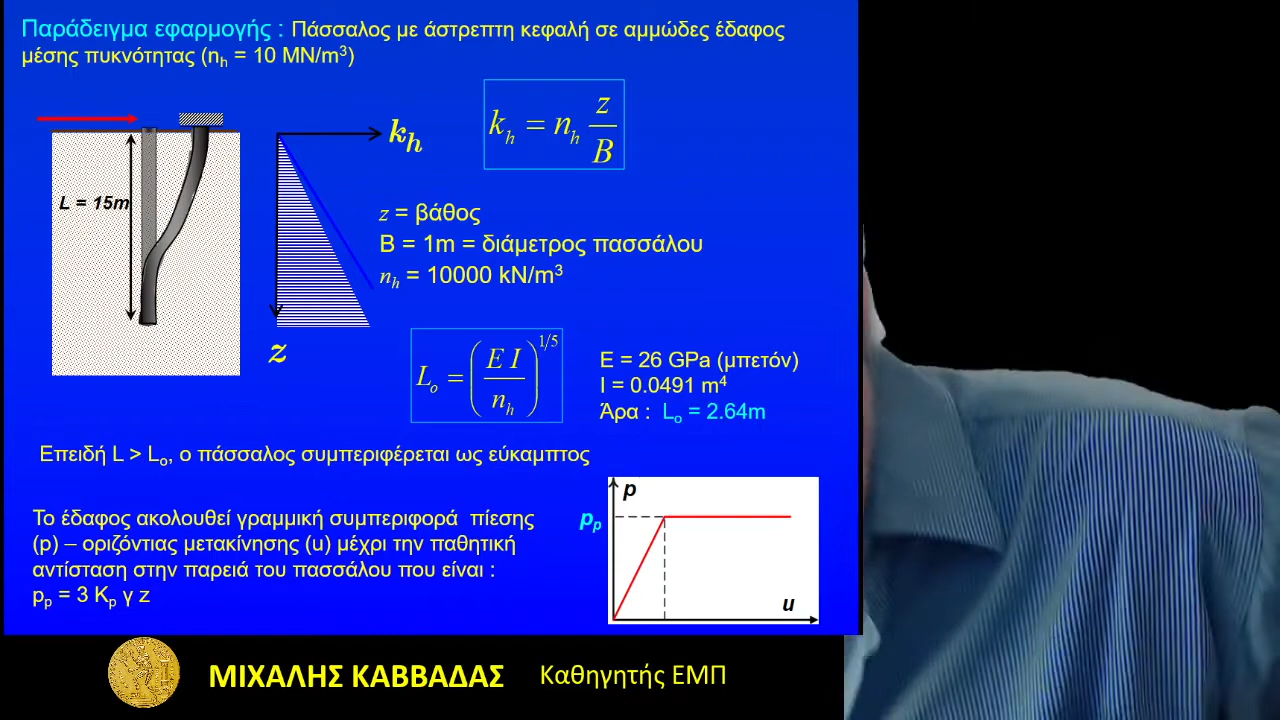 Παράδειγμα εφαρμογής : Πάσσαλος με άστρεπτη κεφαλή σε αμμώδες έδαφος
μέσης πυκνότητας (nh = 10 MN/m³)
kh = nh z/B
kh
L = 15m
z = βάθος
B = 1m = διάμετρος πασσάλου
nh = 10000 kN/m³
z
Lo = (E I / nh)^1/5
E = 26 GPa (μπετόν)
I = 0.0491 m⁴
Άρα : Lo = 2.64m
Επειδή L > Lo, ο πάσσαλος συμπεριφέρεται ως εύκαμπτος
Το έδαφος ακολουθεί γραμμική συμπεριφορά πίεσης
(p) – οριζόντιας μετακίνησης (u) μέχρι την παθητική
αντίσταση στην παρειά του πασσάλου που είναι :
pp = 3 Kp γ z
p
pp
u
ΜΙΧΑΛΗΣ ΚΑΒΒΑΔΑΣ Καθηγητής ΕΜΠ